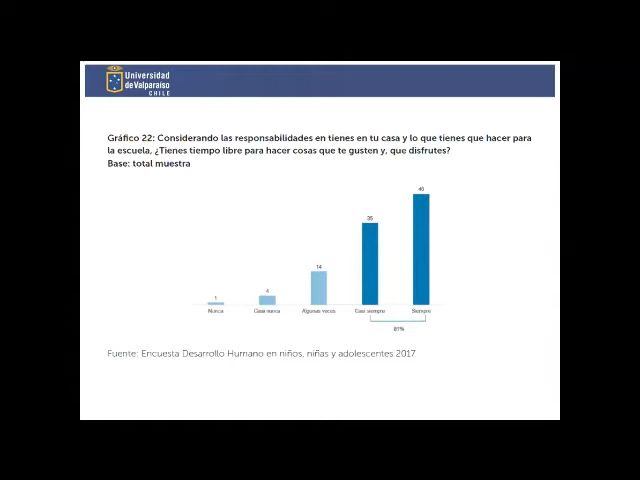 Universidad
de Valparaíso
CHILE
Gráfico 22: Considerando las responsabilidades en tienes en tu casa y lo que tienes que hacer para
la escuela, ¿Tienes tiempo libre para hacer cosas que te gusten y, que disfrutes?
Base: total muestra
1
4
14
35
46
Nunca
Casi nunca
Algunas veces
Casi siempre
Siempre
81%
Fuente: Encuesta Desarrollo Humano en niños, niñas y adolescentes 2017.